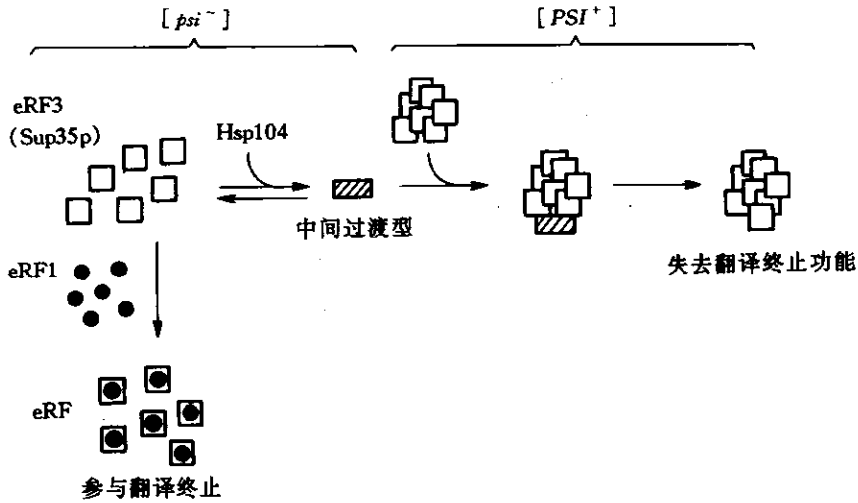 [psi⁻] [PSI⁺]
eRF3
(Sup35p)
Hsp104
中间过渡型
失去翻译终止功能
eRF1
eRF
参与翻译终止